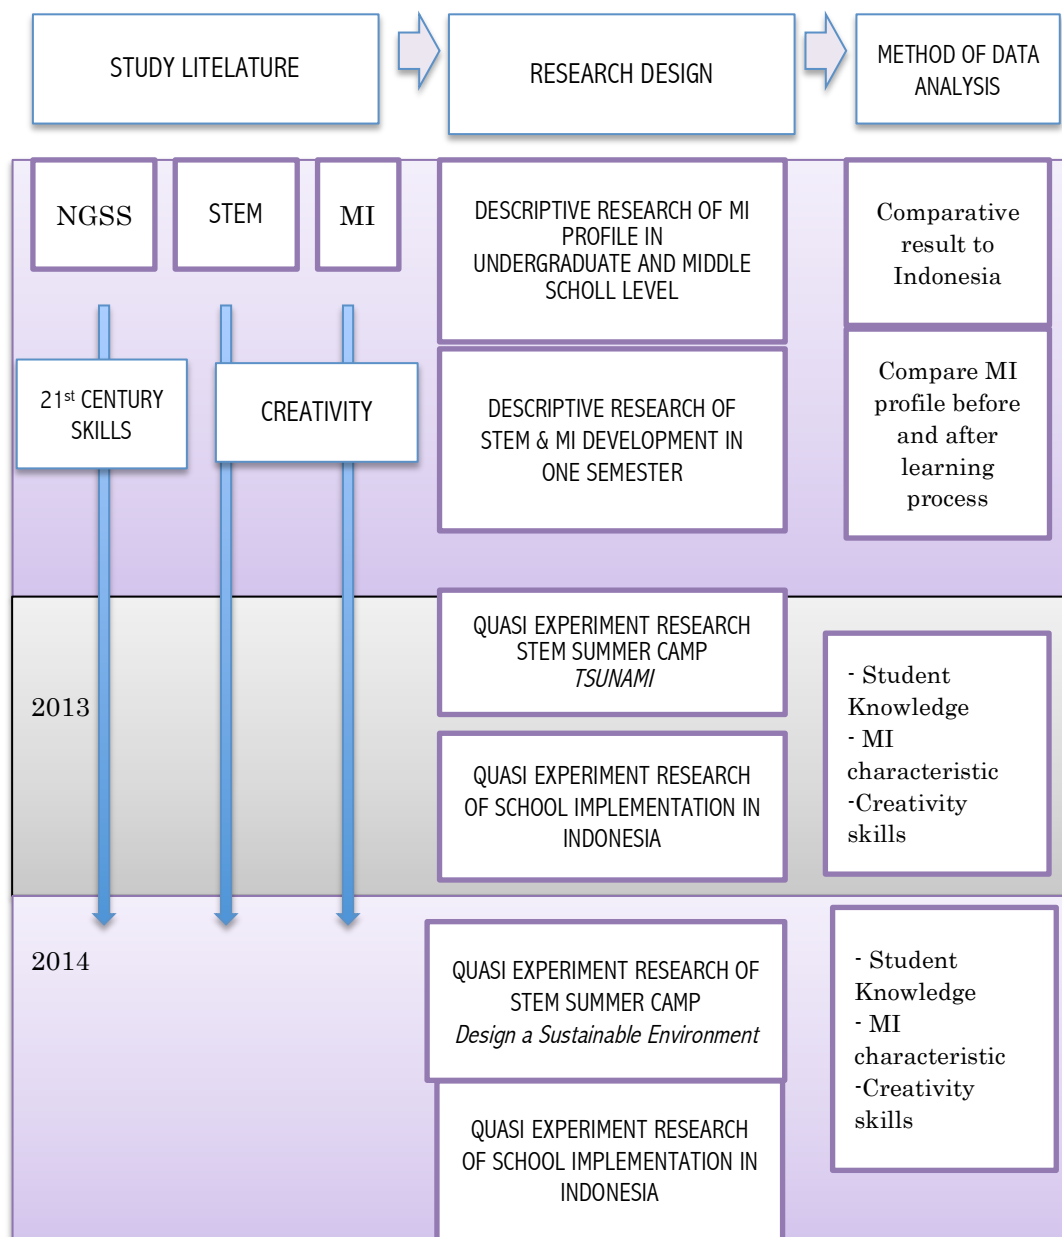 STUDY LITELATURE
RESEARCH DESIGN
METHOD OF DATA
ANALYSIS
NGSS
STEM
MI
DESCRIPTIVE RESEARCH OF MI
PROFILE IN
UNDERGRADUATE AND MIDDLE
SCHOLL LEVEL
Comparative
result to
Indonesia
21st CENTURY
SKILLS
CREATIVITY
DESCRIPTIVE RESEARCH OF
STEM & MI DEVELOPMENT IN
ONE SEMESTER
Compare MI
profile before
and after
learning
process
2013
QUASI EXPERIMENT RESEARCH
STEM SUMMER CAMP
TSUNAMI
QUASI EXPERIMENT RESEARCH
OF SCHOOL IMPLEMENTATION IN
INDONESIA
- Student
Knowledge
- MI
characteristic
-Creativity
skills
2014
QUASI EXPERIMENT RESEARCH OF
STEM SUMMER CAMP
Design a Sustainable Environment
QUASI EXPERIMENT RESEARCH
OF SCHOOL IMPLEMENTATION IN
INDONESIA
- Student
Knowledge
- MI
characteristic
-Creativity
skills